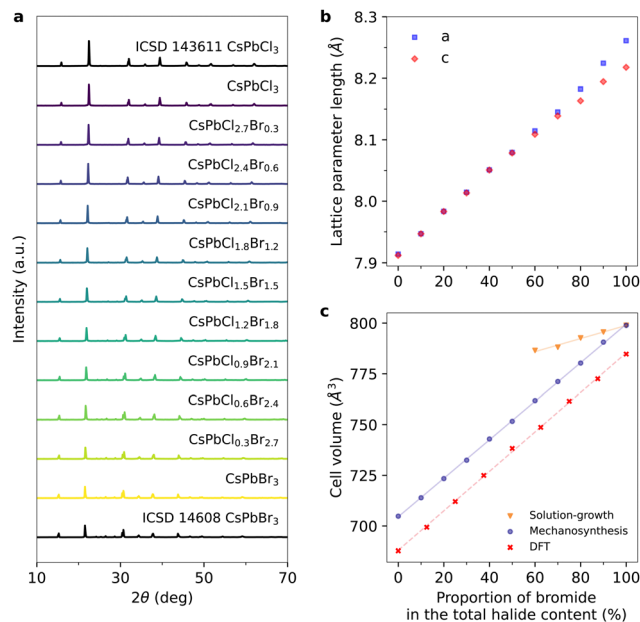 a
ICSD 143611 CsPbCl₃
CsPbCl₃
CsPbCl₂.₇Br₀.₃
CsPbCl₂.₄Br₀.₆
CsPbCl₂.₁Br₀.₉
CsPbCl₁.₈Br₁.₂
CsPbCl₁.₅Br₁.₅
CsPbCl₁.₂Br₁.₈
CsPbCl₀.₉Br₂.₁
CsPbCl₀.₆Br₂.₄
CsPbCl₀.₃Br₂.₇
CsPbBr₃
ICSD 14608 CsPbBr₃
Intensity (a.u.)
10 30 50 70
2θ (deg)
b
a
c
Lattice parameter length (Å)
8.3
8.2
8.1
8.0
7.9
0 20 40 60 80 100
c
Cell volume (Å³)
800
775
750
725
700
Solution-growth
Mechanosynthesis
DFT
0 20 40 60 80 100
Proportion of bromide
in the total halide content (%)